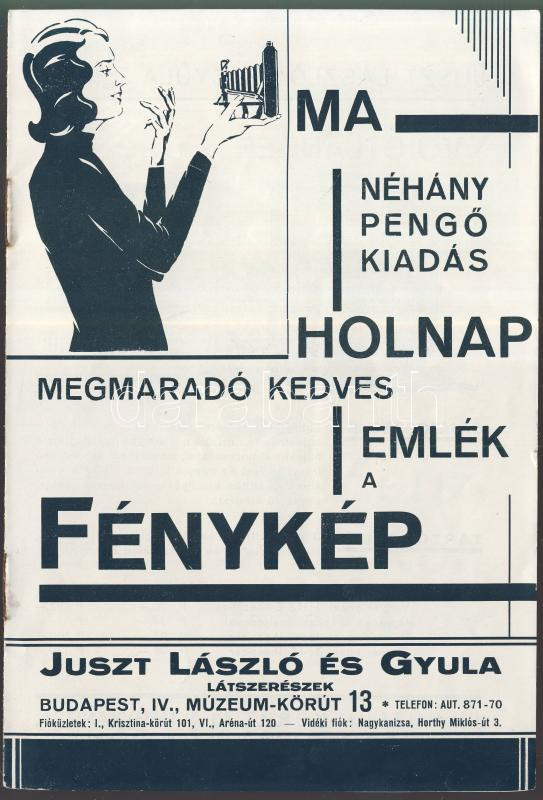 MA
NÉHÁNY
PENGŐ
KIADÁS
HOLNAP
MEGMARADÓ KEDVES
EMLÉK
A
FÉNYKÉP
JUSZT LÁSZLÓ ÉS GYULA
LÁTSZERÉSZEK
BUDAPEST, IV., MÚZEUM-KÖRÚT 13 * TELEFON: AUT. 871-70
Fióküzletek: I., Krisztina-körút 101, VI., Aréna-út 120 — Vidéki fiók: Nagykanizsa, Horthy Miklós-út 3.
darabanth